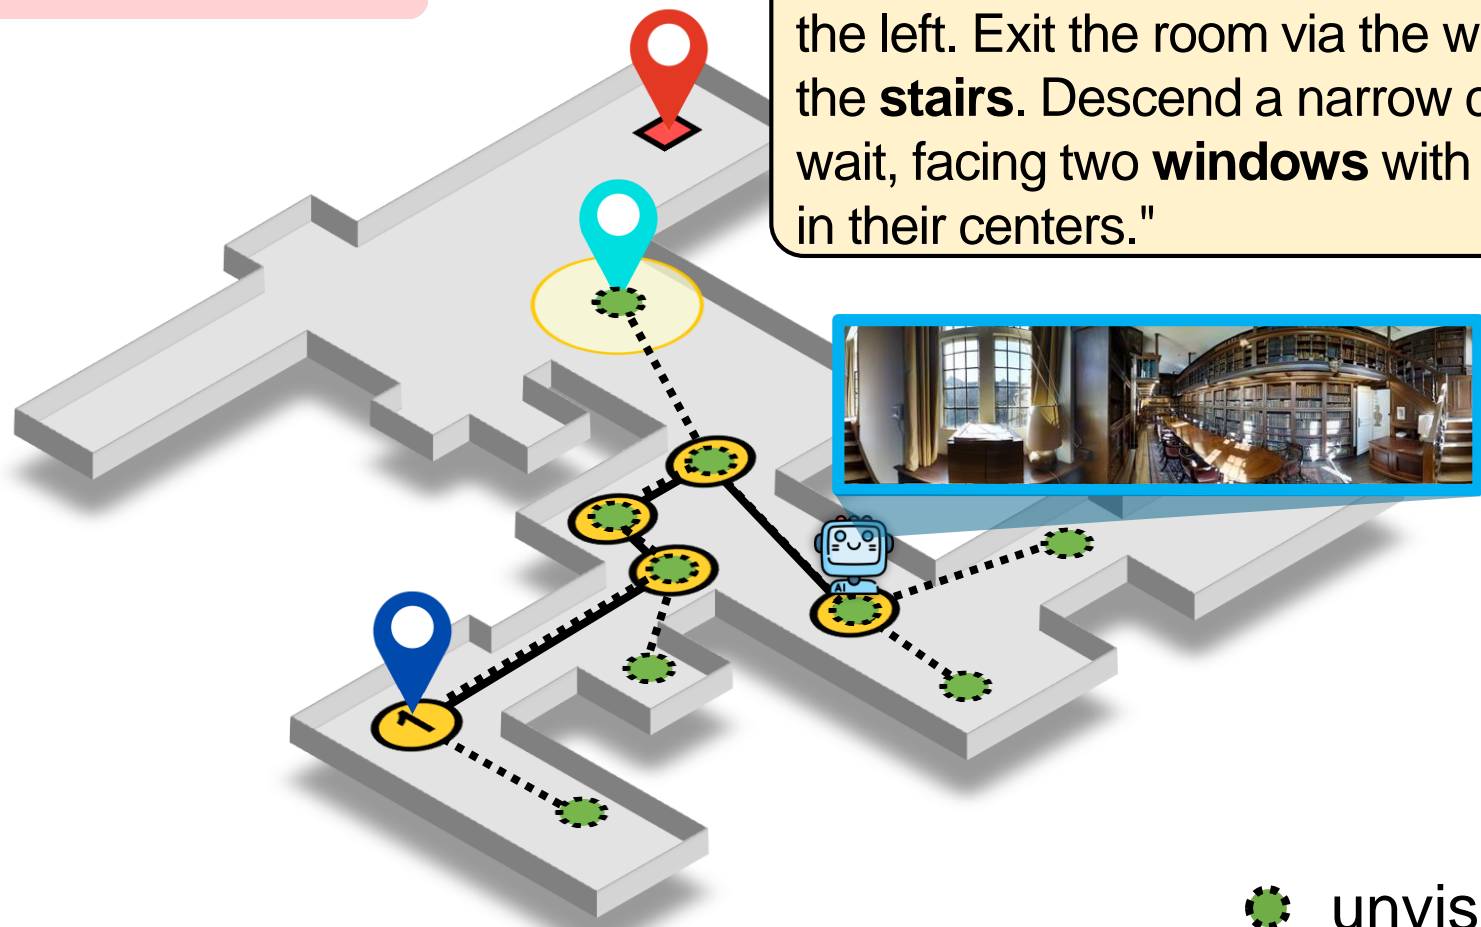 the left. Exit the room via the
the stairs. Descend a narrow
wait, facing two windows with
in their centers."
AI
1